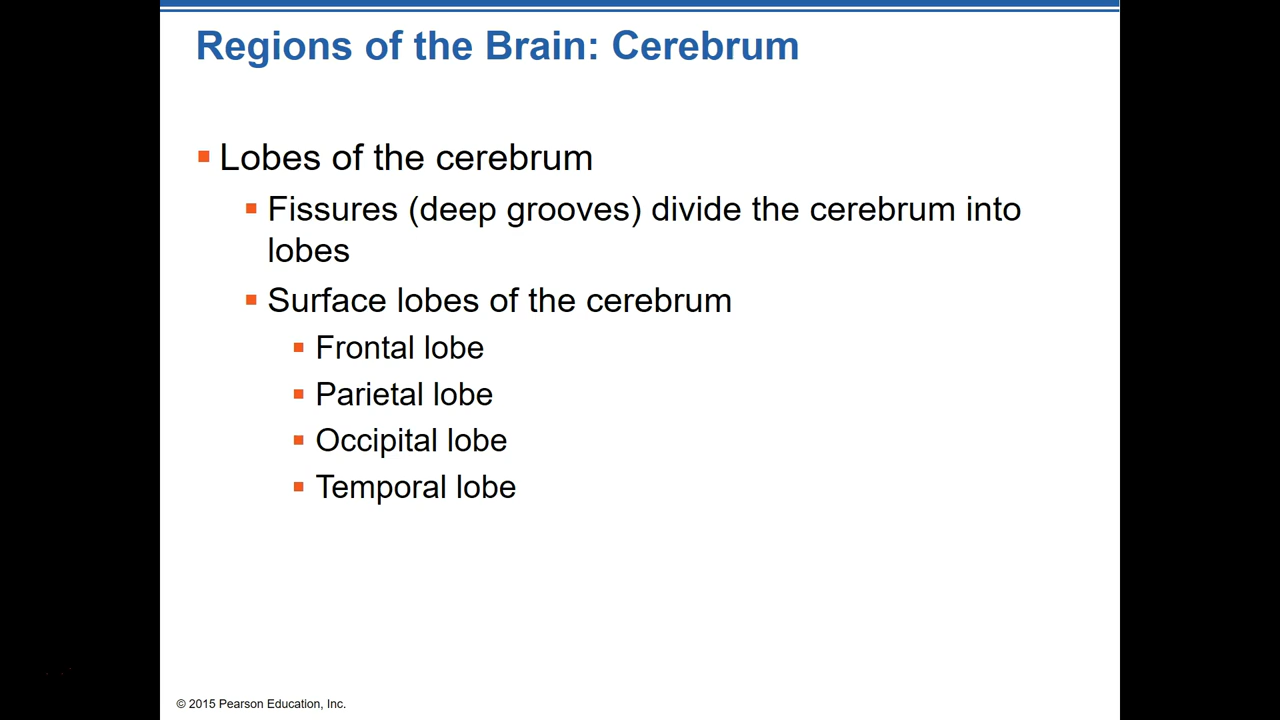 Regions of the Brain: Cerebrum
Lobes of the cerebrum
Fissures (deep grooves) divide the cerebrum into
lobes
Surface lobes of the cerebrum
Frontal lobe
Parietal lobe
Occipital lobe
Temporal lobe
© 2015 Pearson Education, Inc.